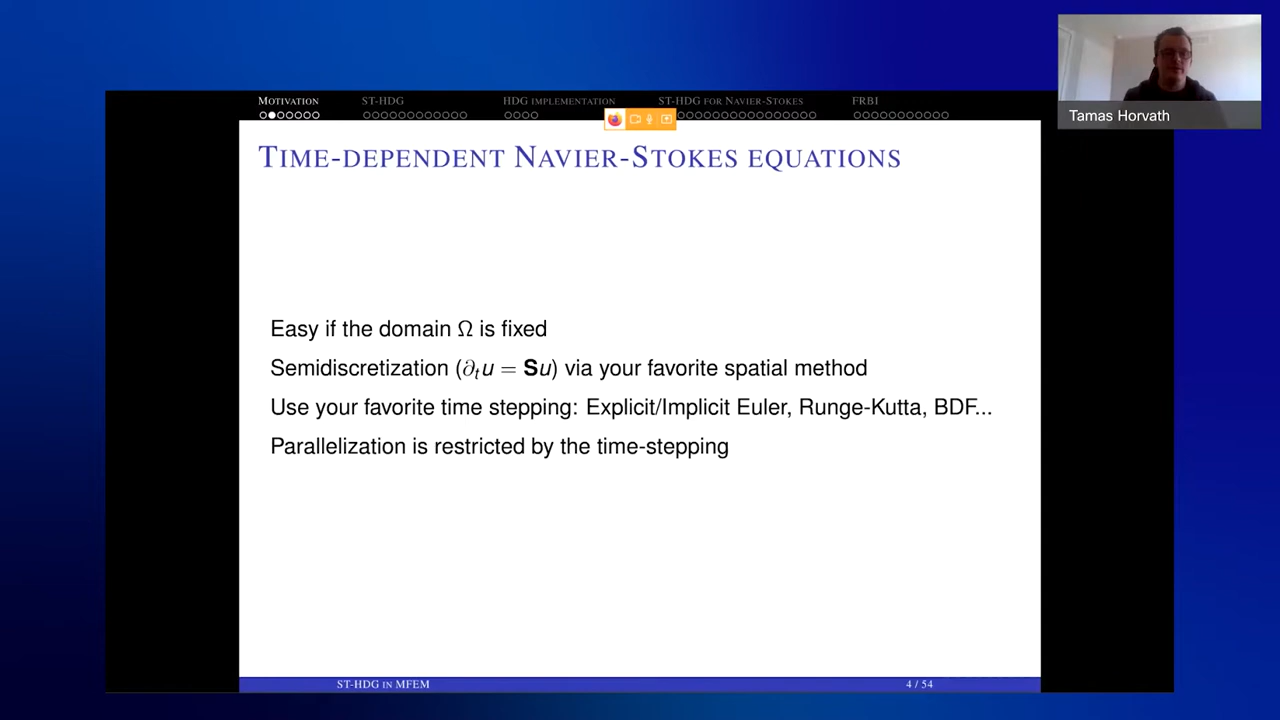 MOTIVATION ST-HDG HDG IMPLEMENTATION ST-HDG FOR NAVIER-STOKES FRBI
Tamas Horvath
TIME-DEPENDENT NAVIER-STOKES EQUATIONS
Easy if the domain Ω is fixed
Semidiscretization (∂ₜu = Su) via your favorite spatial method
Use your favorite time stepping: Explicit/Implicit Euler, Runge-Kutta, BDF...
Parallelization is restricted by the time-stepping
ST-HDG IN MFEM 4 / 54